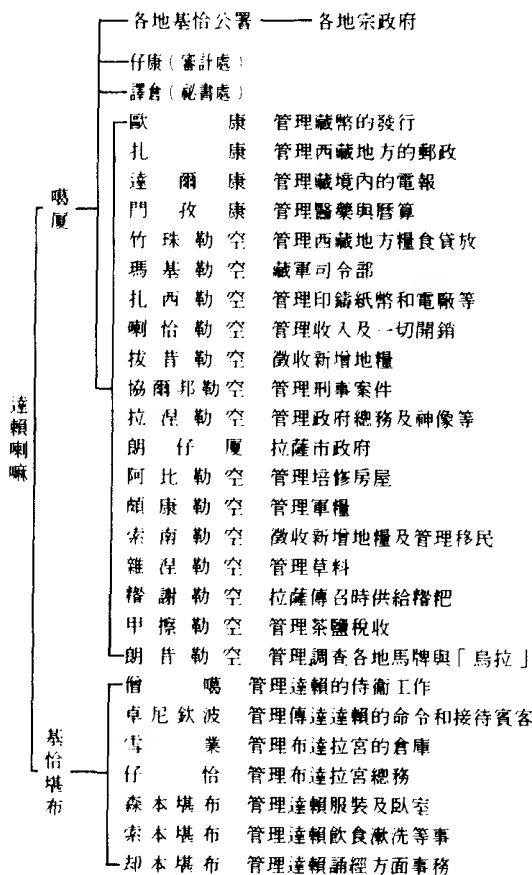 各地基恰公署 各地宗政府
仔康（審計處）
譯倉（祕書處）
歐康 管理藏幣的發行
扎康 管理西藏地方的郵政
達爾康 管理藏境內的電報
門孜康 管理醫藥與曆算
竹珠勒空 管理西藏地方糧食貸放
瑪基勒空 藏軍司令部
扎西勒空 管理印鑄紙幣和電廠等
喇恰勒空 管理收入及一切開銷
拔昔勒空 徵收新增地糧
協爾邦勒空 管理刑事案件
拉涅勒空 管理政府總務及神像等
朗仔厦 拉薩市政府
阿比勒空 管理培修房屋
頗康勒空 管理軍糧
索南勒空 徵收新增地糧及管理移民
雜涅勒空 管理草料
糌謝勒空 拉薩傳召時供給糌粑
甲擦勒空 管理茶鹽稅收
朗昔勒空 管理調查各地馬牌與「烏拉」
噶厦
達賴喇嘛
基恰堪布
僧噶 管理達賴的侍衞工作
卓尼欽波 管理傳達達賴的命令和接待賓客
雪業 管理布達拉宮的倉庫
仔恰 管理布達拉宮總務
森本堪布 管理達賴服裝及臥室
索本堪布 管理達賴飲食漱洗等事
却本堪布 管理達賴誦經方面事務